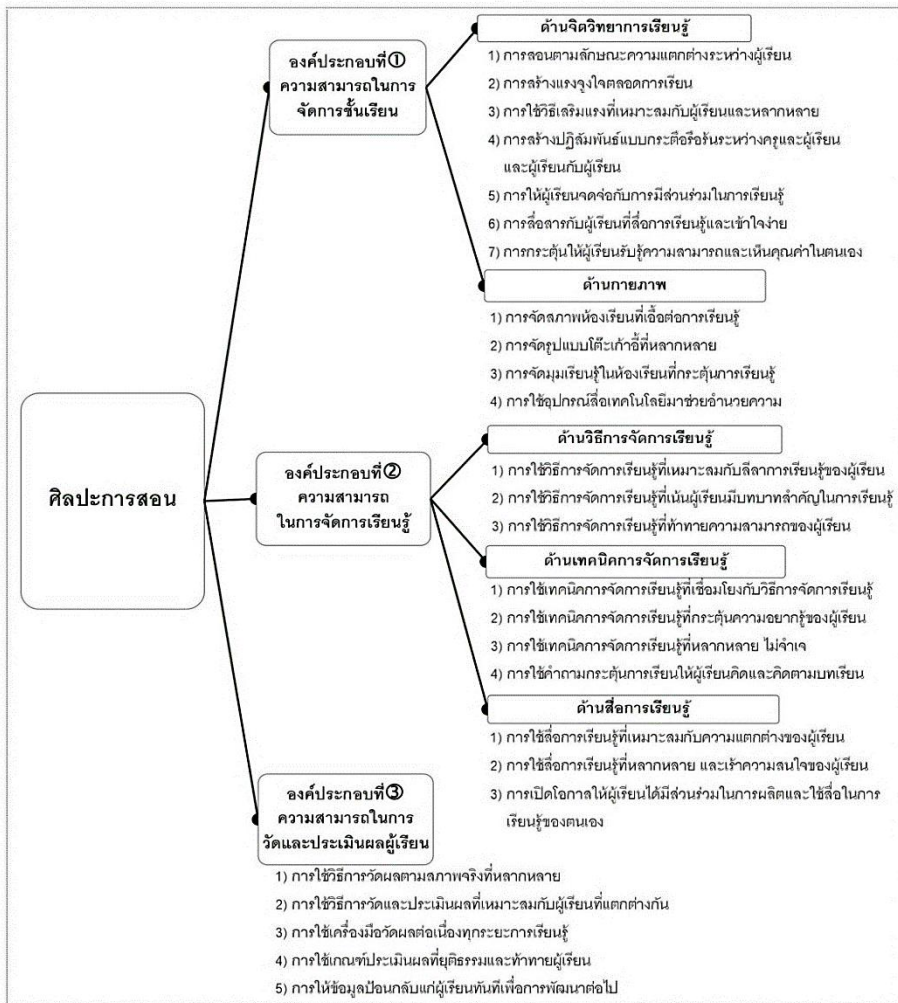 ศิลปะการสอน
องค์ประกอบที่①
ความสามารถในการ
จัดการชั้นเรียน
ด้านจิตวิทยาการเรียนรู้
1) การสอนตามลักษณะความแตกต่างระหว่างผู้เรียน
2) การสร้างแรงจูงใจตลอดการเรียน
3) การใช้วิธีเสริมแรงที่เหมาะสมกับผู้เรียนและหลากหลาย
4) การสร้างปฏิสัมพันธ์แบบกระตือรือร้นระหว่างครูและผู้เรียน
และผู้เรียนกับผู้เรียน
5) การให้ผู้เรียนจดจ่อกับการมีส่วนร่วมในการเรียนรู้
6) การสื่อสารกับผู้เรียนที่สื่อการเรียนรู้และเข้าใจง่าย
7) การกระตุ้นให้ผู้เรียนรับรู้ความสามารถและเห็นคุณค่าในตนเอง
ด้านกายภาพ
1) การจัดสภาพห้องเรียนที่เอื้อต่อการเรียนรู้
2) การจัดรูปแบบโต๊ะเก้าอี้ที่หลากหลาย
3) การจัดมุมเรียนรู้ในห้องเรียนที่กระตุ้นการเรียนรู้
4) การใช้อุปกรณ์สื่อเทคโนโลยีมาช่วยอำนวยความ
องค์ประกอบที่②
ความสามารถ
ในการจัดการเรียนรู้
ด้านวิธีการจัดการเรียนรู้
1) การใช้วิธีการจัดการเรียนรู้ที่เหมาะสมกับลีลาการเรียนรู้ของผู้เรียน
2) การใช้วิธีการจัดการเรียนรู้ที่เน้นผู้เรียนมีบทบาทสำคัญในการเรียนรู้
3) การใช้วิธีการจัดการเรียนรู้ที่ท้าทายความสามารถของผู้เรียน
ด้านเทคนิคการจัดการเรียนรู้
1) การใช้เทคนิคการจัดการเรียนรู้ที่เชื่อมโยงกับวิธีการจัดการเรียนรู้
2) การใช้เทคนิคการจัดการเรียนรู้ที่กระตุ้นความอยากรู้ของผู้เรียน
3) การใช้เทคนิคการจัดการเรียนรู้ที่หลากหลาย ไม่จำเจ
4) การใช้คำถามกระตุ้นการเรียนให้ผู้เรียนคิดและคิดตามบทเรียน
ด้านสื่อการเรียนรู้
1) การใช้สื่อการเรียนรู้ที่เหมาะสมกับความแตกต่างของผู้เรียน
2) การใช้สื่อการเรียนรู้ที่หลากหลาย และเร้าความสนใจของผู้เรียน
3) การเปิดโอกาสให้ผู้เรียนได้มีส่วนร่วมในการผลิตและใช้สื่อในการ
เรียนรู้ของตนเอง
องค์ประกอบที่③
ความสามารถในการ
วัดและประเมินผลผู้เรียน
1) การใช้วิธีการวัดผลตามสภาพจริงที่หลากหลาย
2) การใช้วิธีการวัดและประเมินผลที่เหมาะสมกับผู้เรียนที่แตกต่างกัน
3) การใช้เครื่องมือวัดผลต่อเนื่องทุกระยะการเรียนรู้
4) การใช้เกณฑ์ประเมินผลที่ยุติธรรมและท้าทายผู้เรียน
5) การให้ข้อมูลป้อนกลับแก่ผู้เรียนทันทีเพื่อการพัฒนาต่อไป